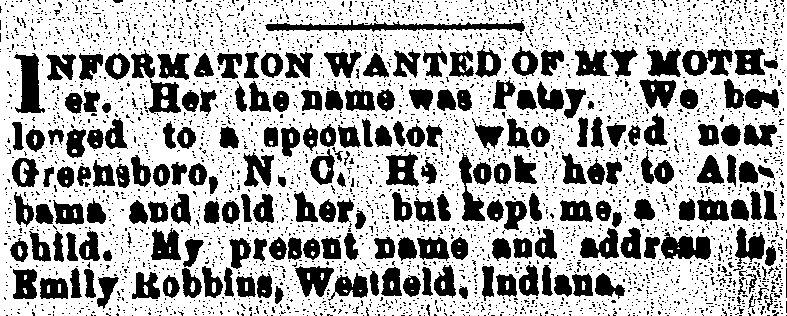 INFORMATION WANTED OF MY MOTH-
er. Her the name was Patsy. We be-
longed to a speculator who lived near
Greensboro, N. C. He took her to Ala-
bama and sold her, but kept me, a small
child. My present name and address is,
Emily Robbins, Westfield, Indiana.